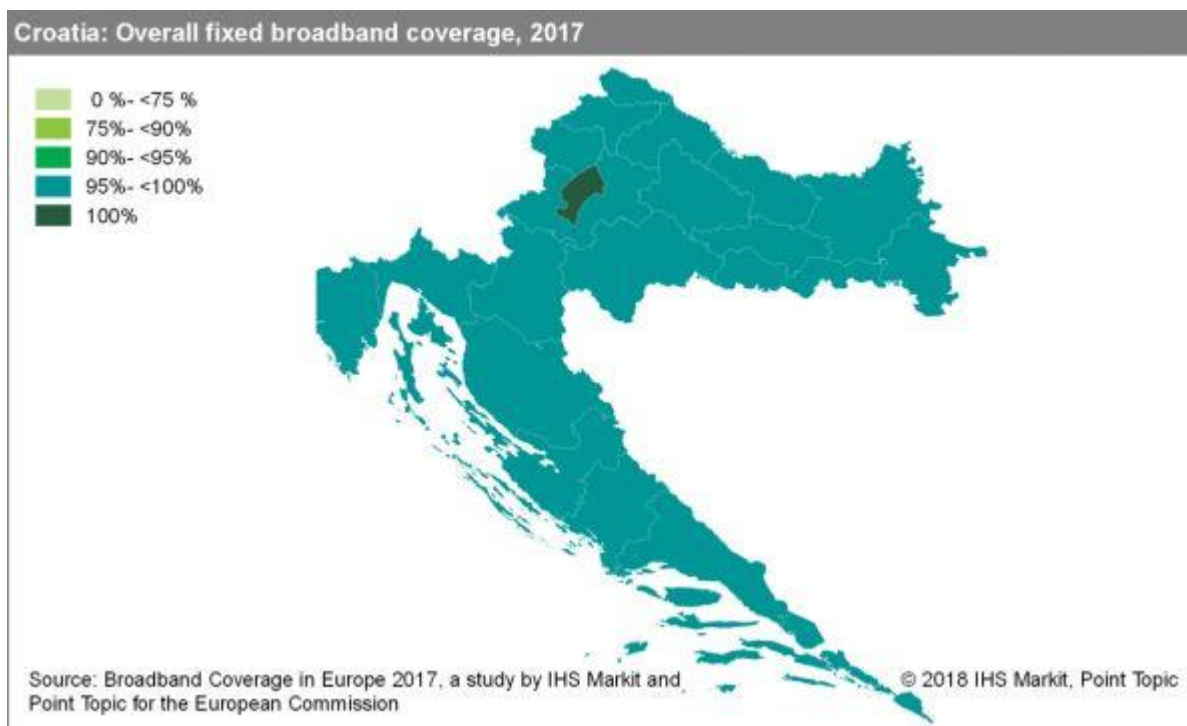 Croatia: Overall fixed broadband coverage, 2017
0 %- <75 %
75%- <90%
90%- <95%
95%- <100%
100%
Source: Broadband Coverage in Europe 2017, a study by IHS Markit and
Point Topic for the European Commission
© 2018 IHS Markit, Point Topic